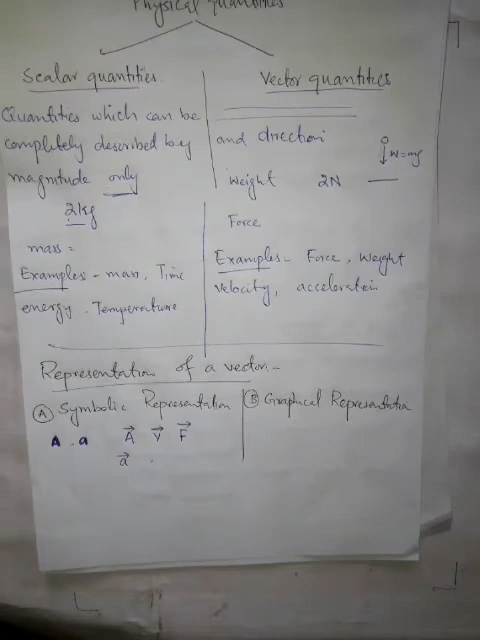 Physical quantities
Scalar quantities
Quantities which can be
completely described by
magnitude only
2kg
mass =
Examples - mass, Time
energy, Temperature
Vector quantities
and direction
W=mg
Weight 2N
Force
Examples - Force, Weight
velocity, acceleration
Representation of a vector -
A Symbolic Representation
A , a A⃗ V⃗ F⃗
a⃗
B Graphical Representation